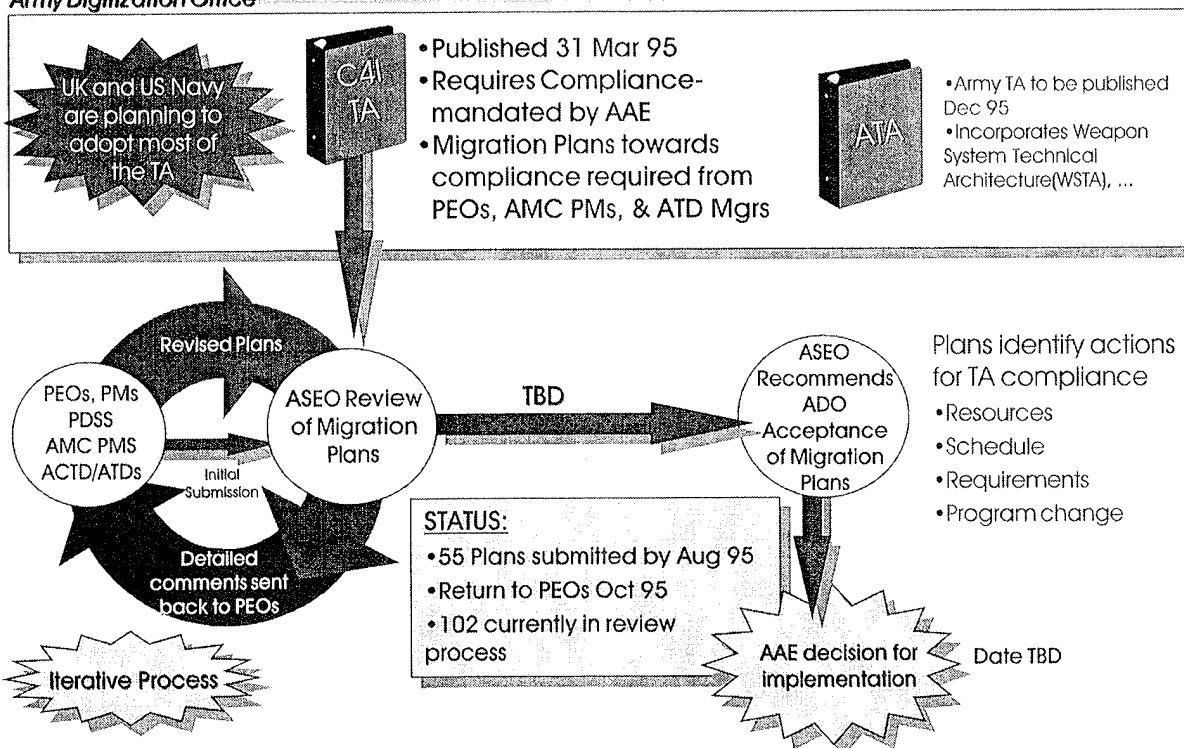 Army Digitization Office
UK and US Navy
are planning to
adopt most of
the TA
C4I
TA
•Published 31 Mar 95
•Requires Compliance-
mandated by AAE
•Migration Plans towards
compliance required from
PEOs, AMC PMs, & ATD Mgrs
ATA
•Army TA to be published
Dec 95
•Incorporates Weapon
System Technical
Architecture(WSTA), ...
Revised Plans
PEOs, PMs
PDSS
AMC PMS
ACTD/ATDs
Initial
Submission
ASEO Review
of Migration
Plans
Detailed
comments sent
back to PEOs
Iterative Process
TBD
ASEO
Recommends
ADO
Acceptance
of Migration
Plans
Plans identify actions
for TA compliance
•Resources
•Schedule
•Requirements
•Program change
STATUS:
•55 Plans submitted by Aug 95
•Return to PEOs Oct 95
•102 currently in review
process
AAE decision for
implementation
Date TBD